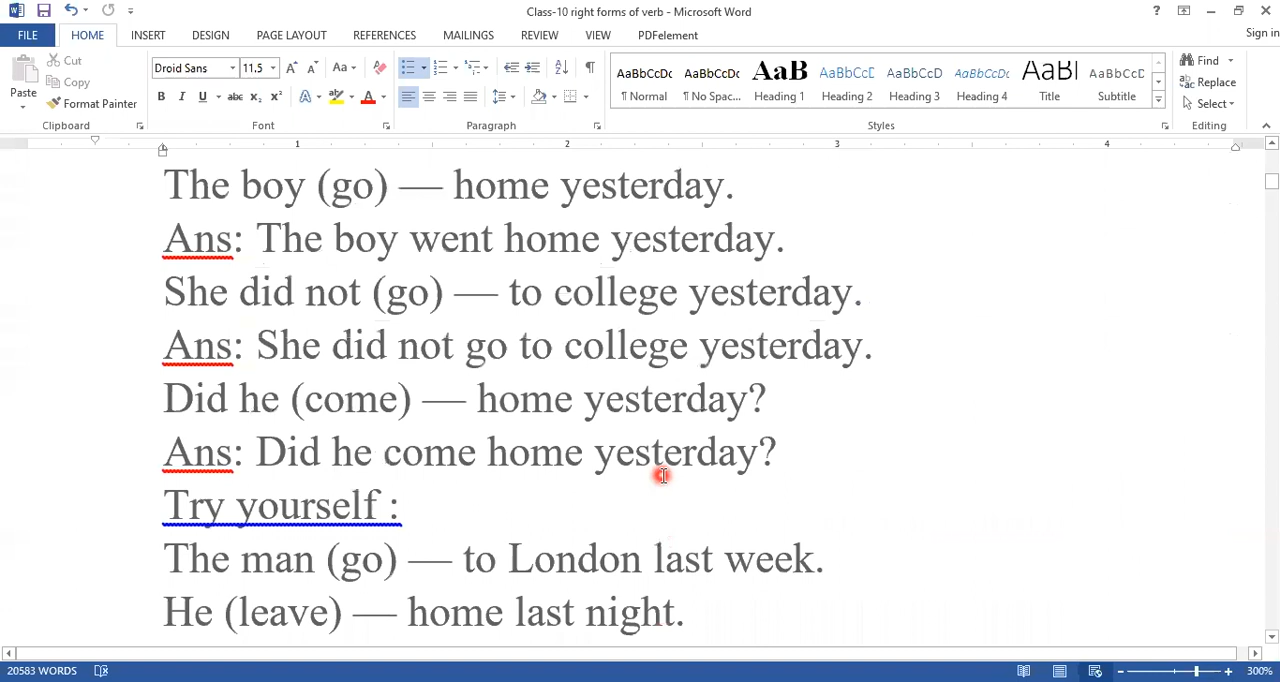 Class-10 right forms of verb - Microsoft Word
? 
Sign in
FILE HOME INSERT DESIGN PAGE LAYOUT REFERENCES MAILINGS REVIEW VIEW PDFelement
Paste
Cut
Copy
Format Painter
Clipboard
Droid Sans 11.5
Font
Paragraph
AaBbCcDc AaBbCcDc AaB AaBbCcD AaBbCcD AaBbCcD AaBl AaBbCcD
¶ Normal ¶ No Spac... Heading 1 Heading 2 Heading 3 Heading 4 Title Subtitle
Styles
Find
Replace
Select
Editing
1 2 3 4
The boy (go) — home yesterday.
Ans: The boy went home yesterday.
She did not (go) — to college yesterday.
Ans: She did not go to college yesterday.
Did he (come) — home yesterday?
Ans: Did he come home yesterday?
Try yourself :
The man (go) — to London last week.
He (leave) — home last night.
20583 WORDS
300%